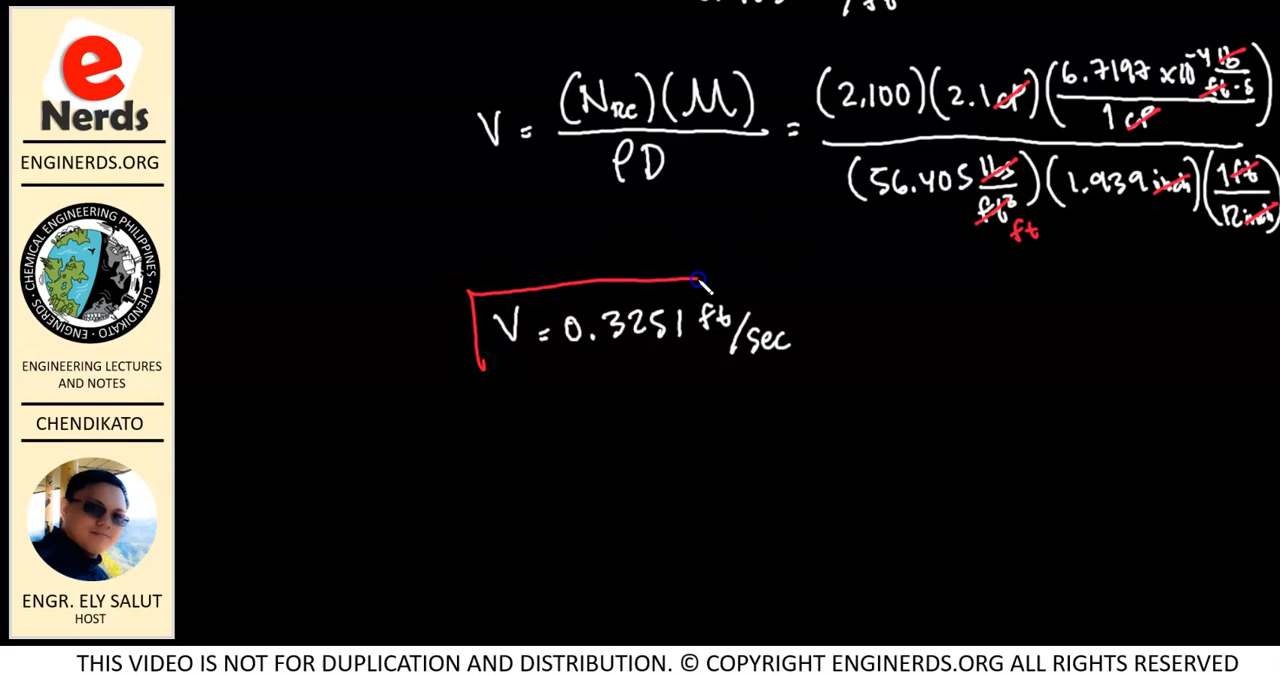 e
Nerds
ENGINERDS.ORG
CHEMICAL ENGINEERING PHILIPPINES
CHENDIKATO ENGINERDS
ENGINEERING LECTURES
AND NOTES
CHENDIKATO
ENGR. ELY SALUT
HOST
V = (NRe)(M) / ρD = (2,100)(2.1 cP)(6.7197 x10⁻⁴ lb/ft·s / 1 cP) / (56.405 lbs/ft³)(1.939 inch)(1 ft / 12 inch)
ft
V = 0.3251 ft/sec
THIS VIDEO IS NOT FOR DUPLICATION AND DISTRIBUTION. © COPYRIGHT ENGINERDS.ORG ALL RIGHTS RESERVED